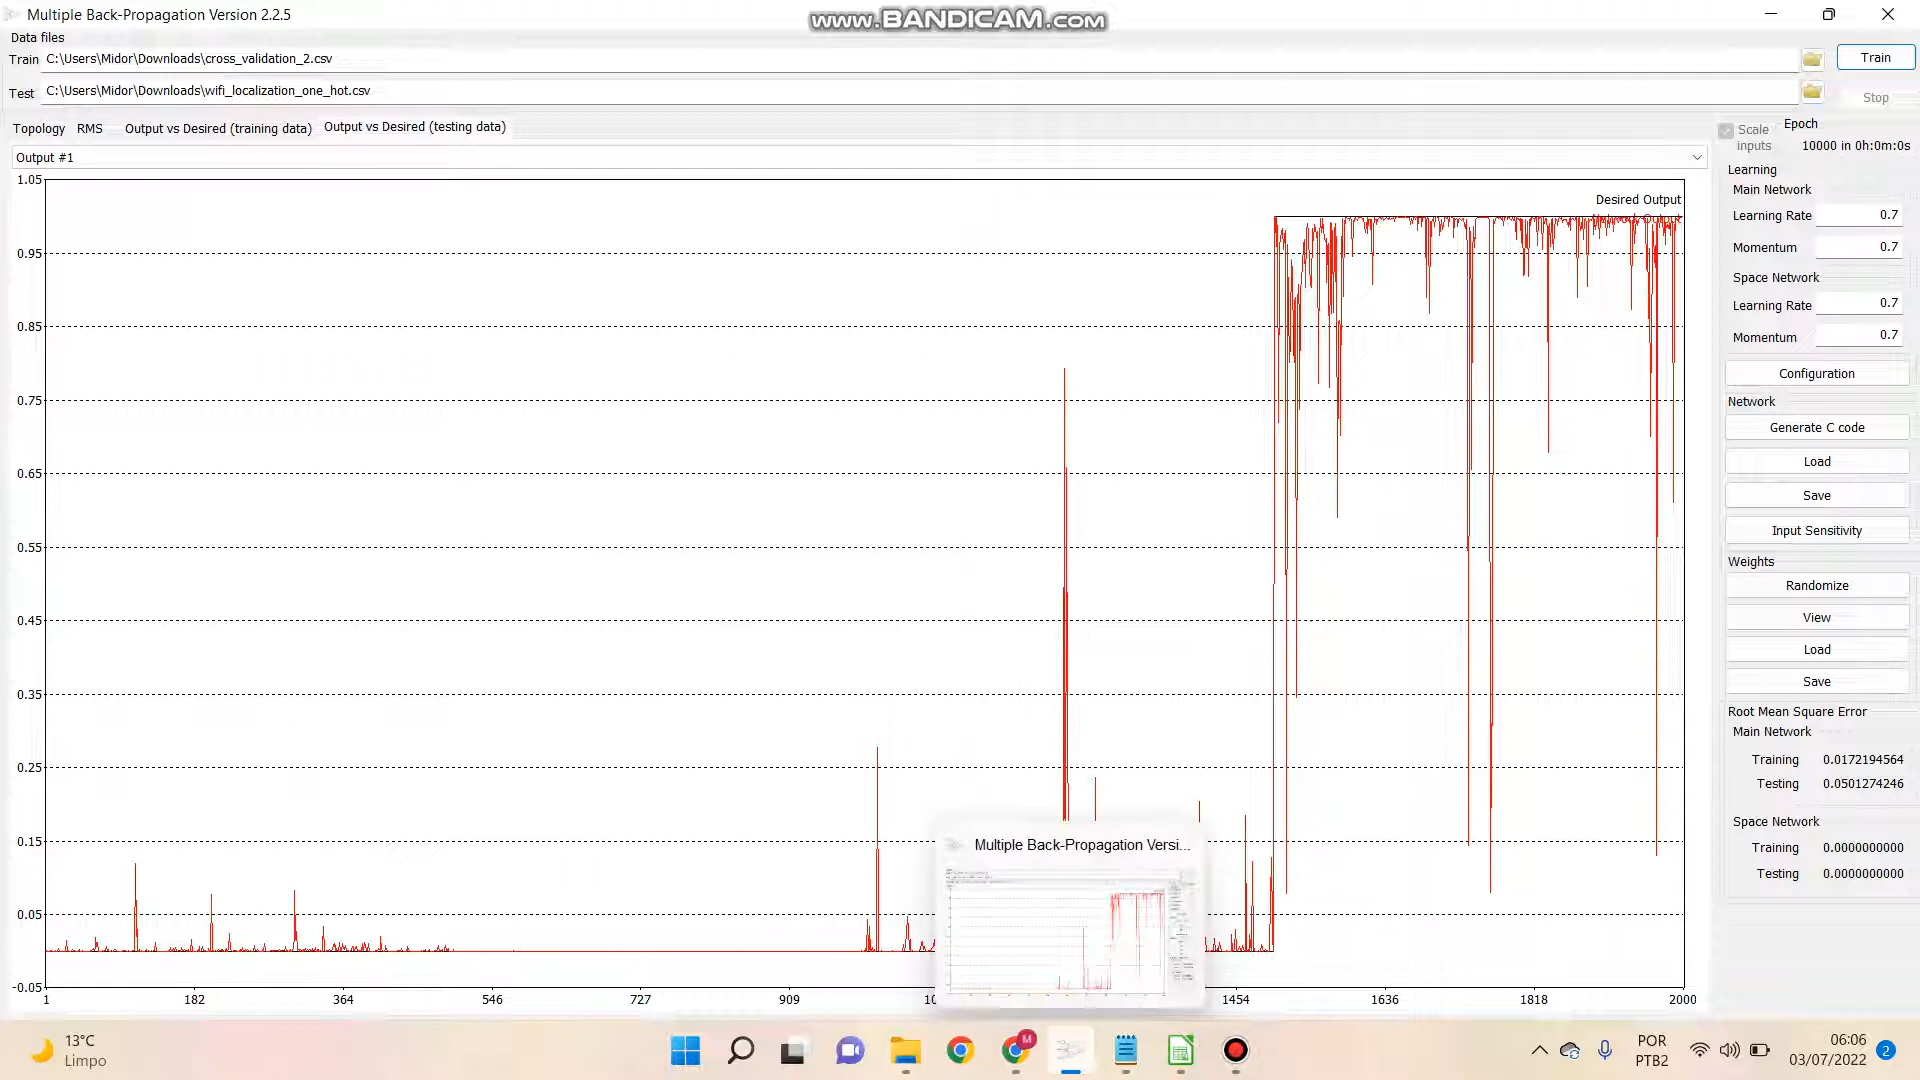 Multiple Back-Propagation Version 2.2.5
www.BANDICAM.com
Data files
Train C:\Users\Midor\Downloads\cross_validation_2.csv
Train
Test C:\Users\Midor\Downloads\wifi_localization_one_hot.csv
Stop
Topology RMS Output vs Desired (training data) Output vs Desired (testing data)
Scale inputs
Epoch
10000 in 0h:0m:0s
Output #1
Learning
Main Network
Learning Rate 0.7
Momentum 0.7
Space Network
Learning Rate 0.7
Momentum 0.7
Configuration
Network
Generate C code
Load
Save
Input Sensitivity
Weights
Randomize
View
Load
Save
Root Mean Square Error
Main Network
Training 0.0172194564
Testing 0.0501274246
Space Network
Training 0.0000000000
Testing 0.0000000000
Desired Output
1.05
0.95
0.85
0.75
0.65
0.55
0.45
0.35
0.25
0.15
0.05
-0.05
1 182 364 546 727 909 1454 1636 1818 2000
Multiple Back-Propagation Versi...
13°C
Limpo
M
POR
PTB2
06:06
03/07/2022
2